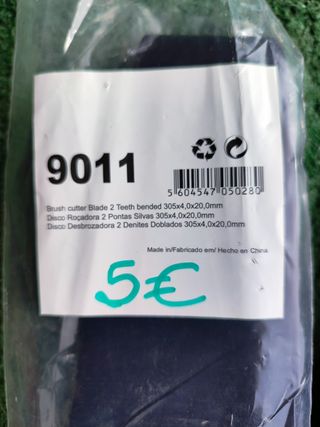 9011
5 604547 050280
Brush cutter Blade 2 Teeth bended 305x4,0x20,0mm
Disco Roçadora 2 Pontas Silvas 305x4,0x20,0mm
Disco Desbrozadora 2 Denites Doblados 305x4,0x20,0mm
Made in/Fabricado em/ Hecho en China
5€